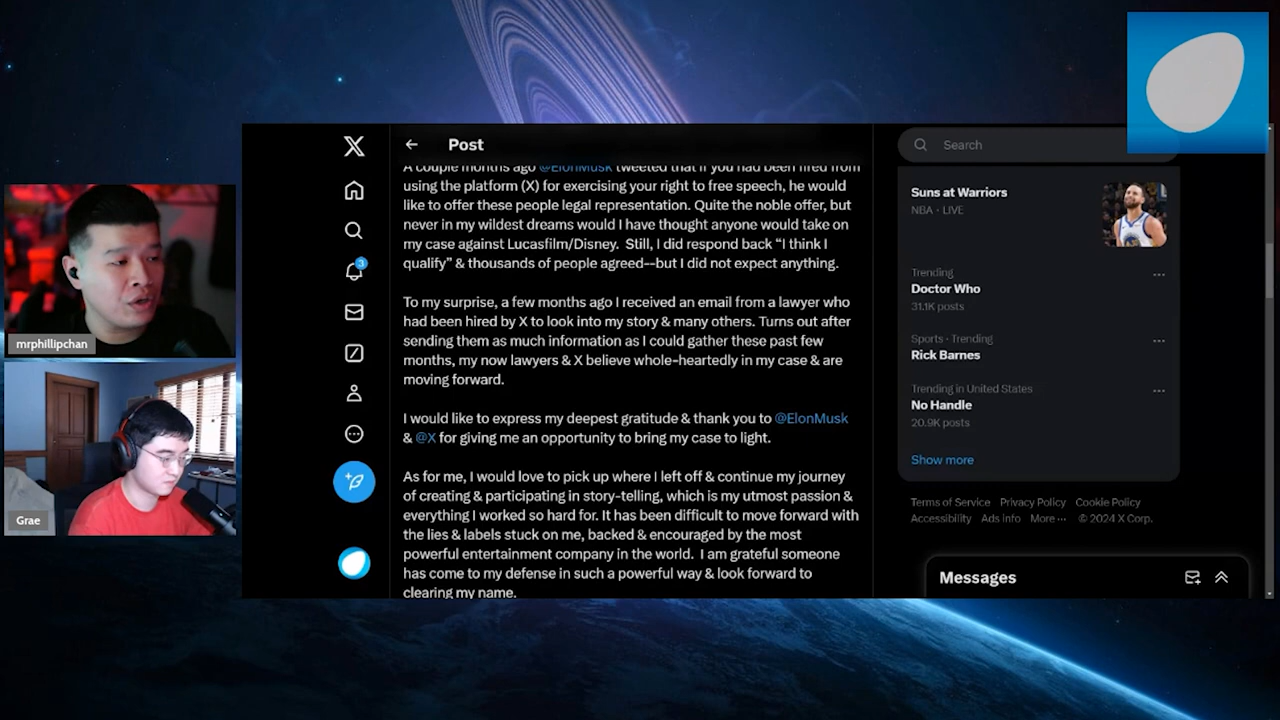 Post
Search
A couple months ago @ElonMusk tweeted that if you had been fired from
using the platform (X) for exercising your right to free speech, he would
like to offer these people legal representation. Quite the noble offer, but
never in my wildest dreams would I have thought anyone would take on
my case against Lucasfilm/Disney. Still, I did respond back “I think I
qualify” & thousands of people agreed--but I did not expect anything.
To my surprise, a few months ago I received an email from a lawyer who
had been hired by X to look into my story & many others. Turns out after
sending them as much information as I could gather these past few
months, my now lawyers & X believe whole-heartedly in my case & are
moving forward.
I would like to express my deepest gratitude & thank you to @ElonMusk
& @X for giving me an opportunity to bring my case to light.
As for me, I would love to pick up where I left off & continue my journey
of creating & participating in story-telling, which is my utmost passion &
everything I worked so hard for. It has been difficult to move forward with
the lies & labels stuck on me, backed & encouraged by the most
powerful entertainment company in the world. I am grateful someone
has come to my defense in such a powerful way & look forward to
clearing my name.
3
Suns at Warriors
NBA · LIVE
Trending
Doctor Who
31.1K posts
Sports · Trending
Rick Barnes
Trending in United States
No Handle
20.9K posts
Show more
Terms of Service Privacy Policy Cookie Policy
Accessibility Ads info More ··· © 2024 X Corp.
Messages
mrphillipchan
Grae